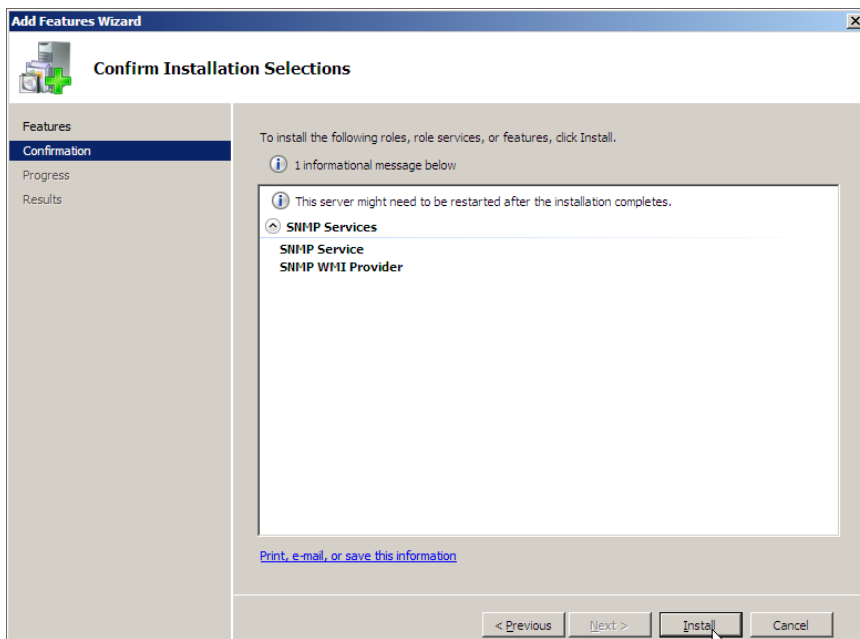 Add Features Wizard
Confirm Installation Selections
Features
Confirmation
Progress
Results
To install the following roles, role services, or features, click Install.
1 informational message below
This server might need to be restarted after the installation completes.
SNMP Services
SNMP Service
SNMP WMI Provider
Print, e-mail, or save this information
< Previous Next > Install Cancel